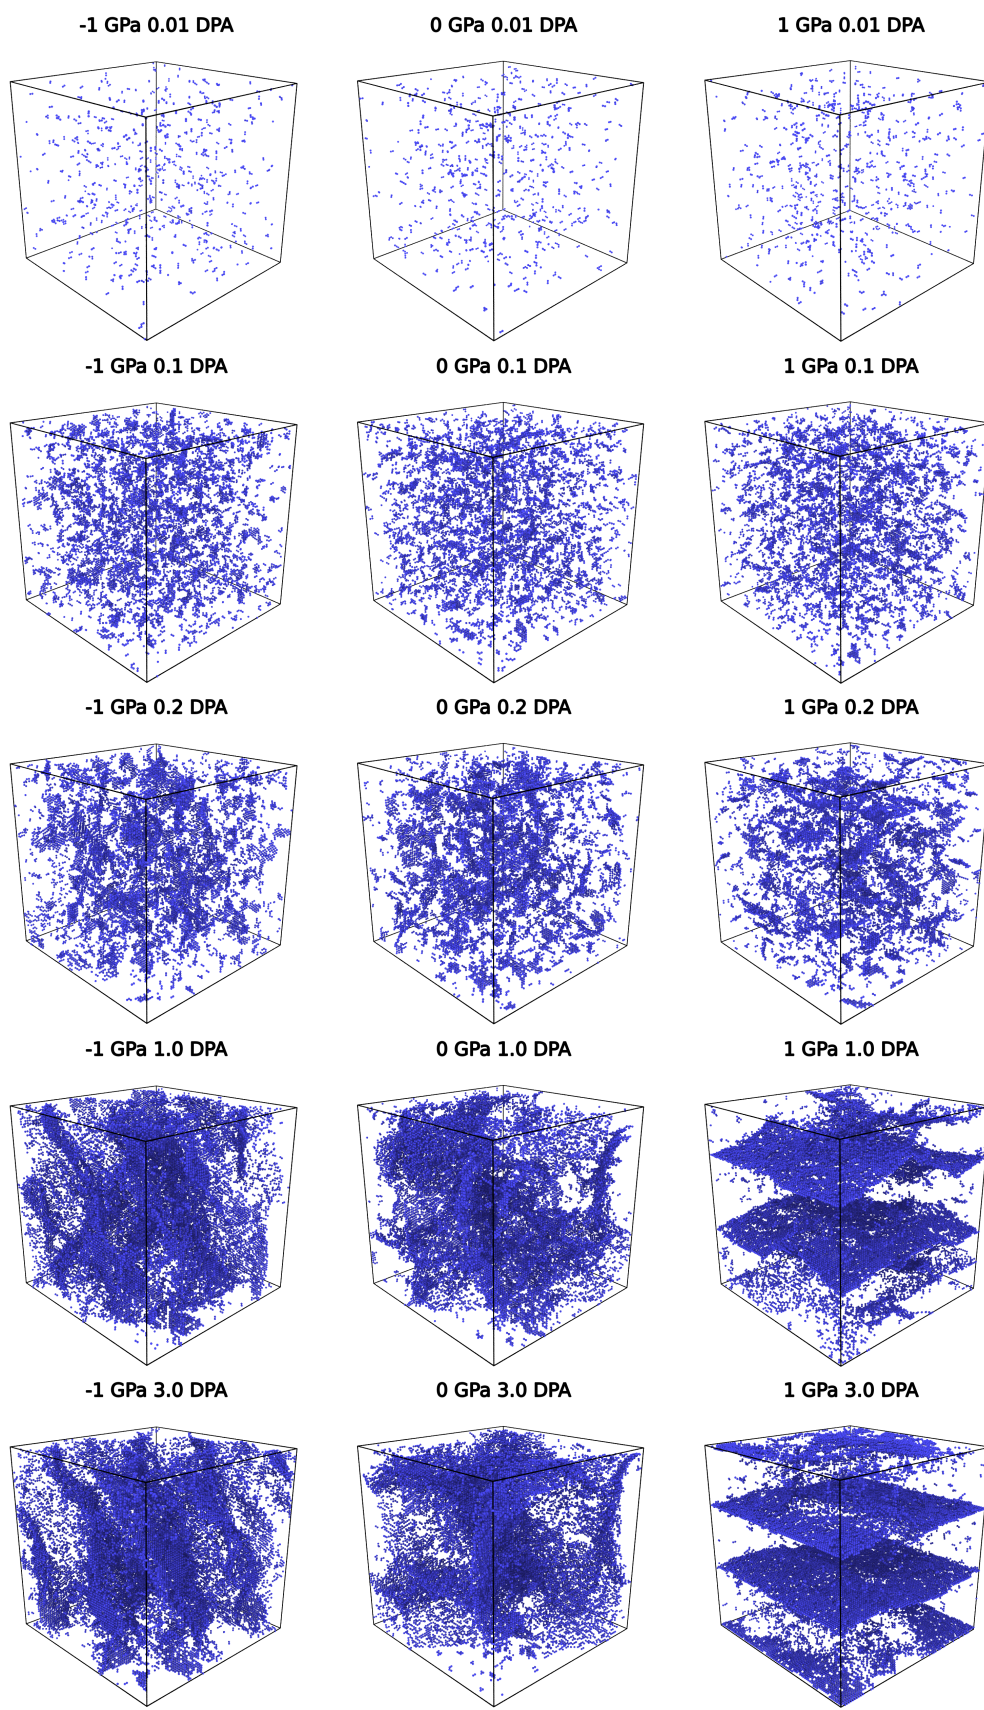 -1 GPa 0.01 DPA
0 GPa 0.01 DPA
1 GPa 0.01 DPA
-1 GPa 0.1 DPA
0 GPa 0.1 DPA
1 GPa 0.1 DPA
-1 GPa 0.2 DPA
0 GPa 0.2 DPA
1 GPa 0.2 DPA
-1 GPa 1.0 DPA
0 GPa 1.0 DPA
1 GPa 1.0 DPA
-1 GPa 3.0 DPA
0 GPa 3.0 DPA
1 GPa 3.0 DPA